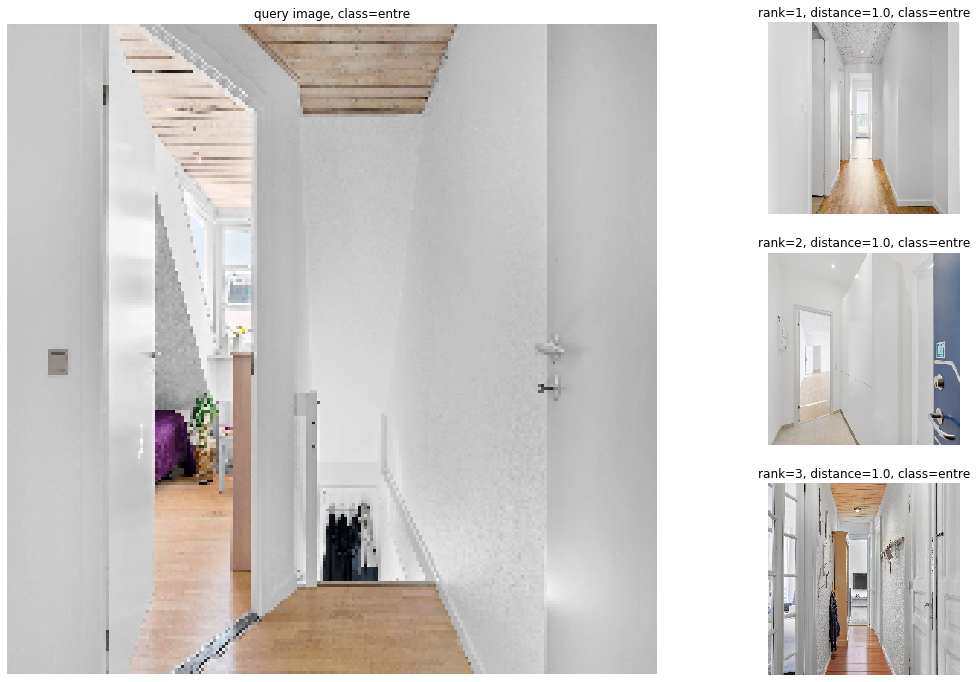 query image, class=entre
rank=1, distance=1.0, class=entre
rank=2, distance=1.0, class=entre
rank=3, distance=1.0, class=entre